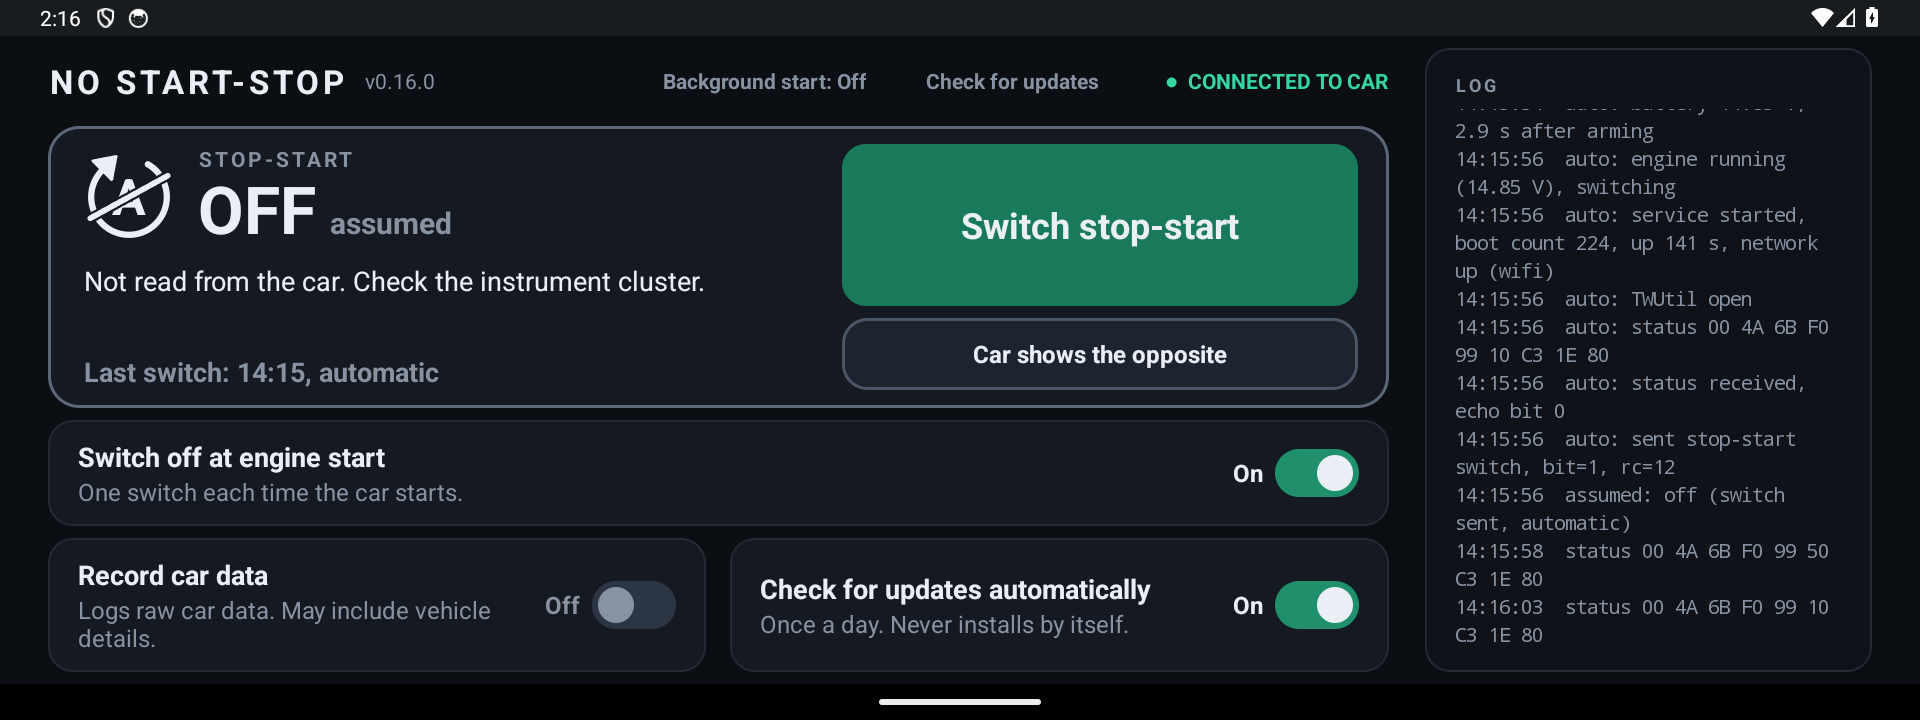 2:16
NO START-STOP v0.16.0
Background start: Off
Check for updates
CONNECTED TO CAR
STOP-START
OFF assumed
Not read from the car. Check the instrument cluster.
Last switch: 14:15, automatic
Switch stop-start
Car shows the opposite
Switch off at engine start
One switch each time the car starts.
On
Record car data
Logs raw car data. May include vehicle
details.
Off
Check for updates automatically
Once a day. Never installs by itself.
On
LOG
2.9 s after arming
14:15:56 auto: engine running
(14.85 V), switching
14:15:56 auto: service started,
boot count 224, up 141 s, network
up (wifi)
14:15:56 auto: TWUtil open
14:15:56 auto: status 00 4A 6B F0
99 10 C3 1E 80
14:15:56 auto: status received,
echo bit 0
14:15:56 auto: sent stop-start
switch, bit=1, rc=12
14:15:56 assumed: off (switch
sent, automatic)
14:15:58 status 00 4A 6B F0 99 50
C3 1E 80
14:16:03 status 00 4A 6B F0 99 10
C3 1E 80